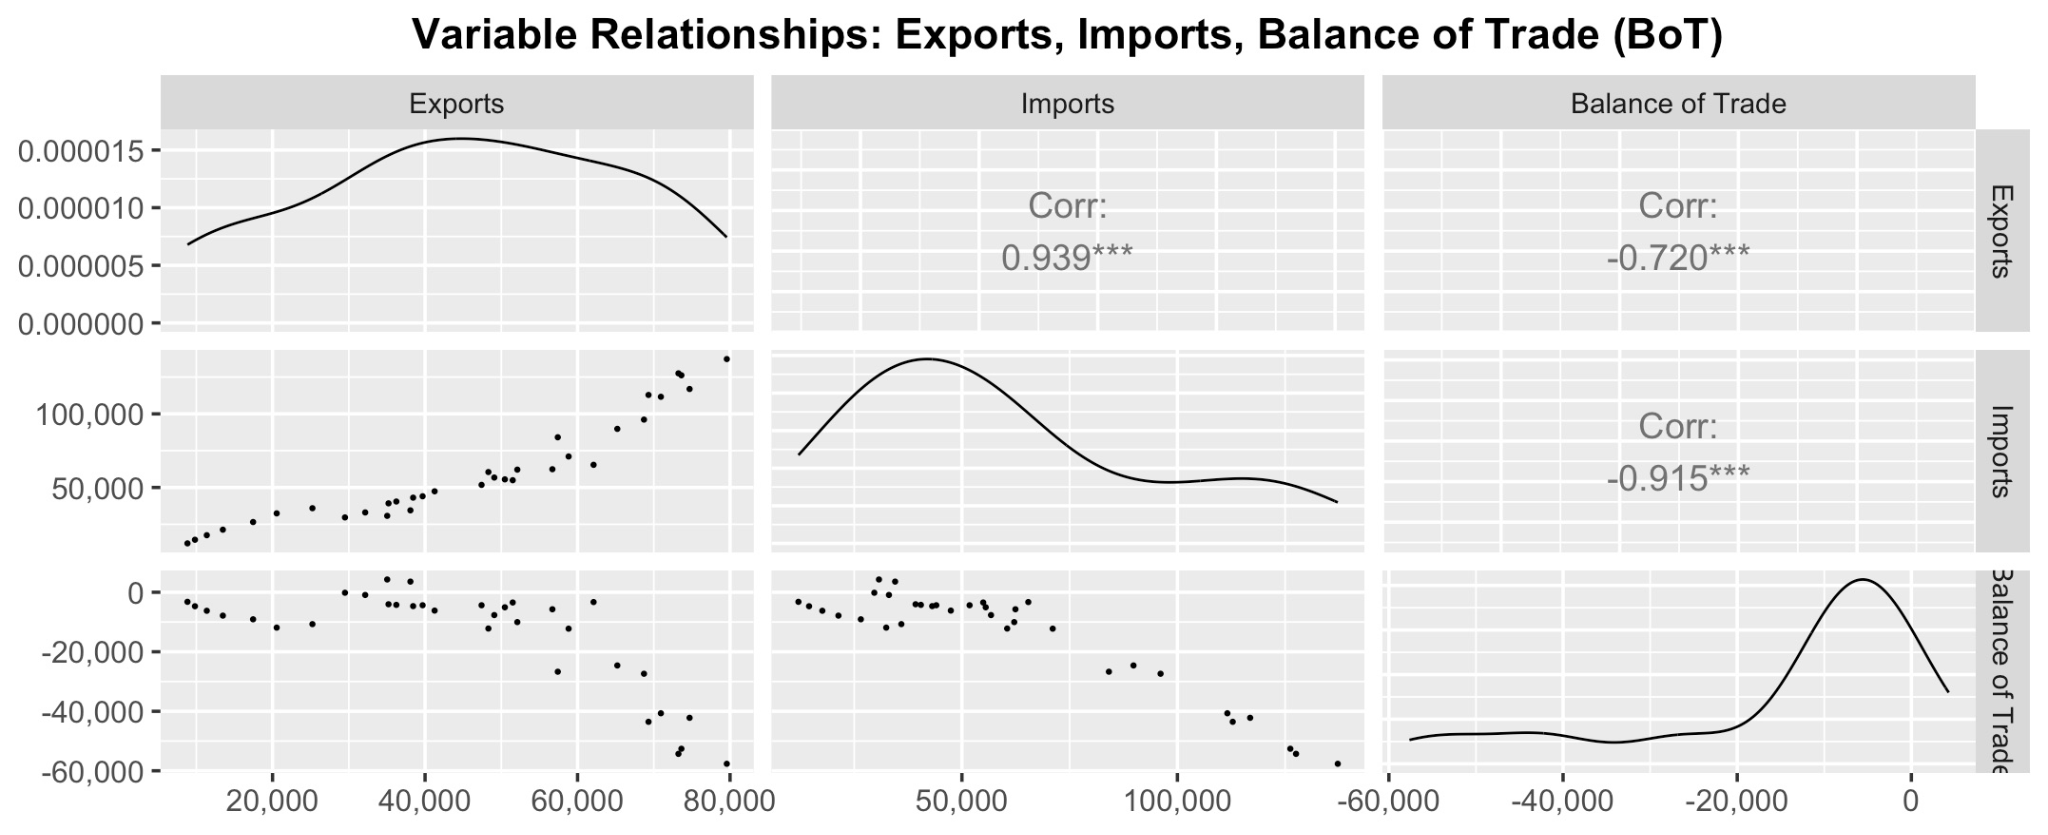 Variable Relationships: Exports, Imports, Balance of Trade (BoT)
Exports
Imports
Balance of Trade
0.000015
0.000010
0.000005
0.000000
Corr:
0.939***
Corr:
-0.720***
Exports
100,000
50,000
Corr:
-0.915***
Imports
0
-20,000
-40,000
-60,000
Balance of Trade
20,000
40,000
60,000
80,000
50,000
100,000
-60,000
-40,000
-20,000
0